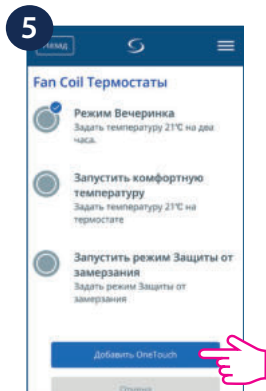 5
Назад
Fan Coil Термостаты
Режим Вечеринка
Задать температуру 21℃ на два
часа.
Запустить комфортную
температуру
Задать температуру 21℃ на
термостате
Запустить режим Защиты от
замерзания
Задать режим Защиты от
замерзания
Добавить OneTouch
Отмена